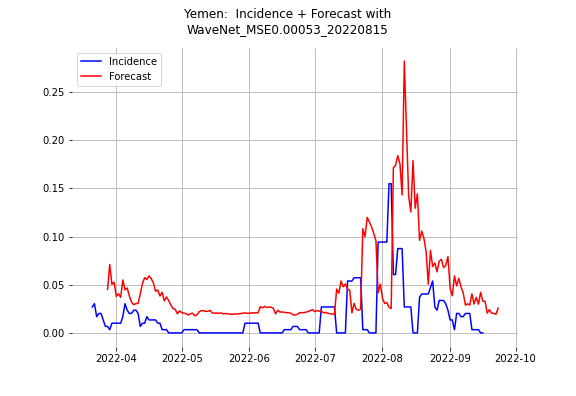 Yemen:  Incidence + Forecast with
WaveNet_MSE0.00053_20220815
Incidence
Forecast
0.25
0.20
0.15
0.10
0.05
0.00
2022-04 2022-05 2022-06 2022-07 2022-08 2022-09 2022-10